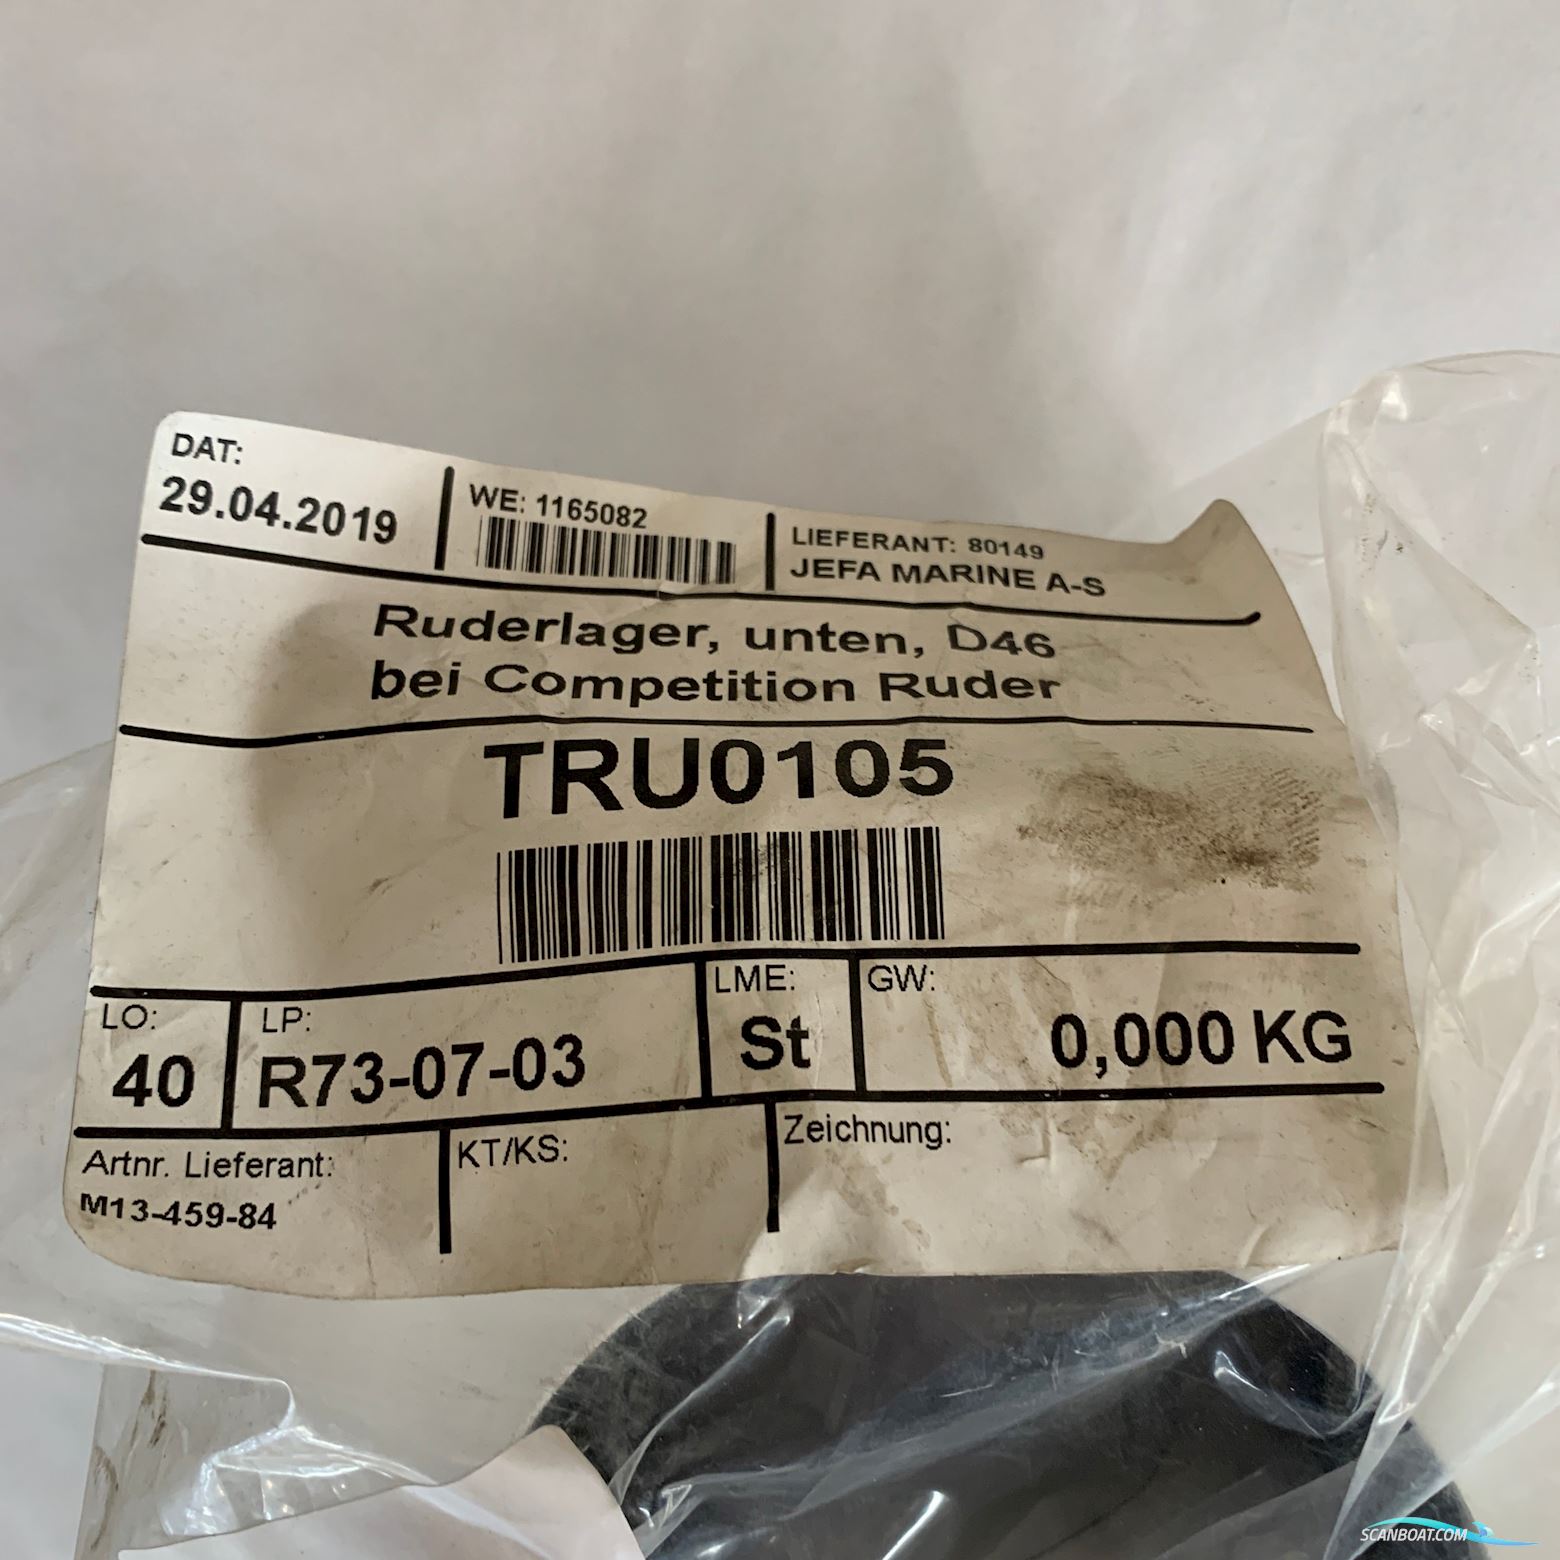 DAT:
29.04.2019
WE: 1165082
LIEFERANT: 80149
JEFA MARINE A-S
Ruderlager, unten, D46
bei Competition Ruder
TRU0105
LO:
40
LP:
R73-07-03
LME:
St
GW:
0,000 KG
Artnr. Lieferant:
M13-459-84
KT/KS:
Zeichnung:
SCANBOAT.COM